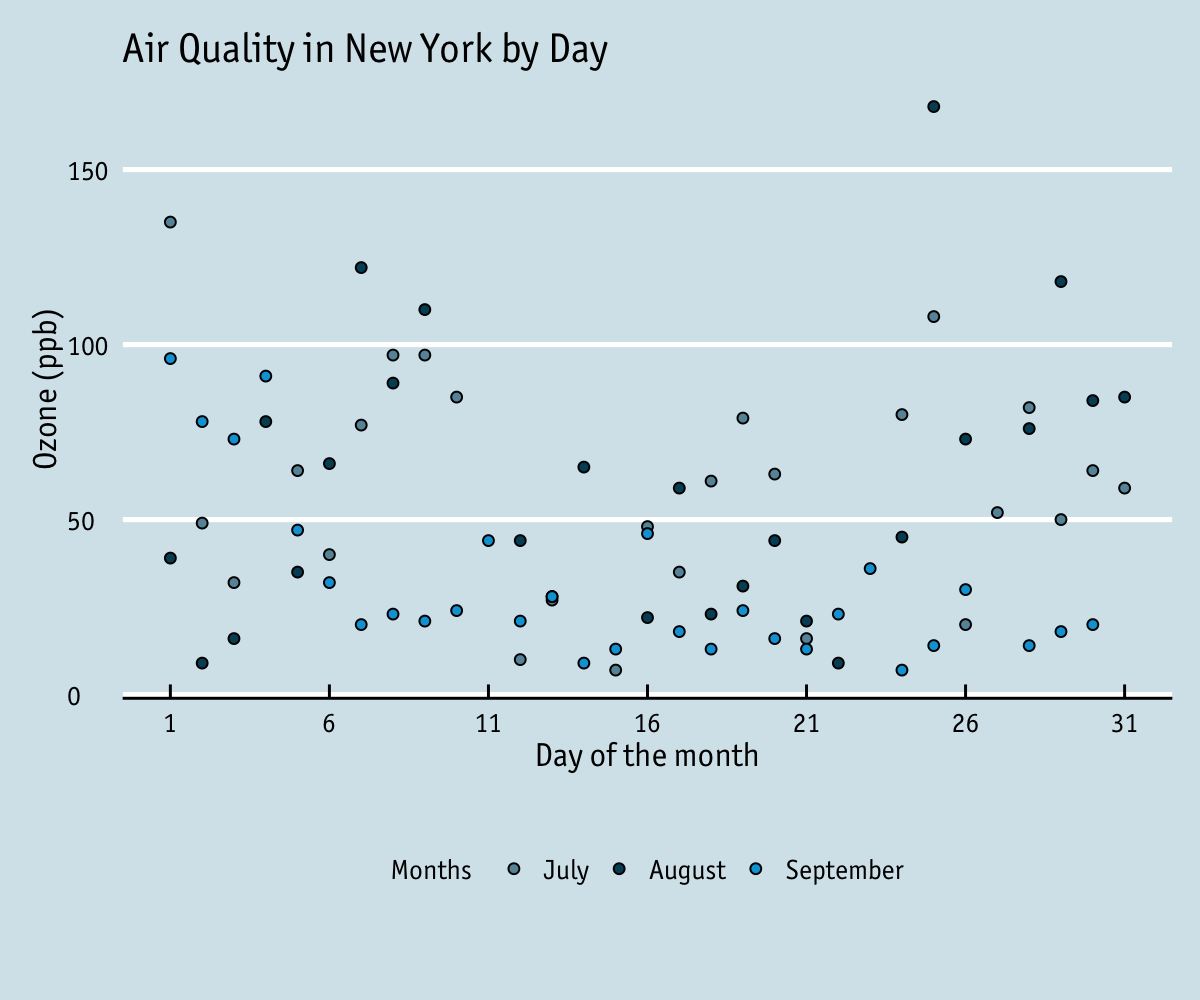 Air Quality in New York by Day
Ozone (ppb)
150
100
50
0
1 6 11 16 21 26 31
Day of the month
Months July August September